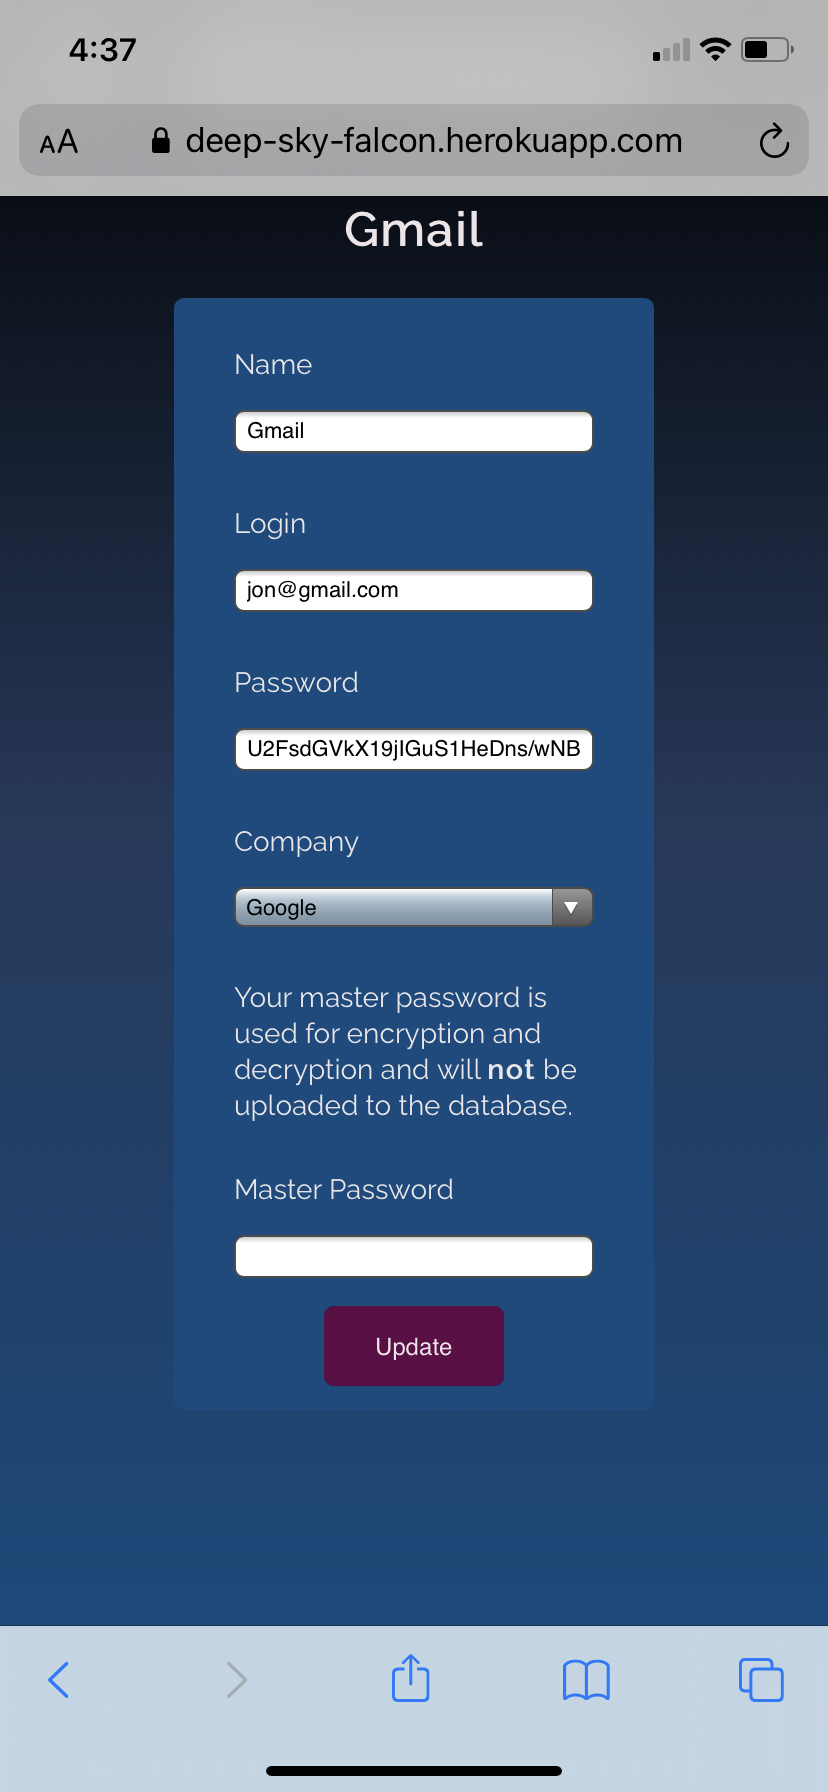 4:37
AA deep-sky-falcon.herokuapp.com
Gmail
Name
Gmail
Login
jon@gmail.com
Password
U2FsdGVkX19jIGuS1HeDns/wNB
Company
Google
Your master password is
used for encryption and
decryption and will not be
uploaded to the database.
Master Password
Update